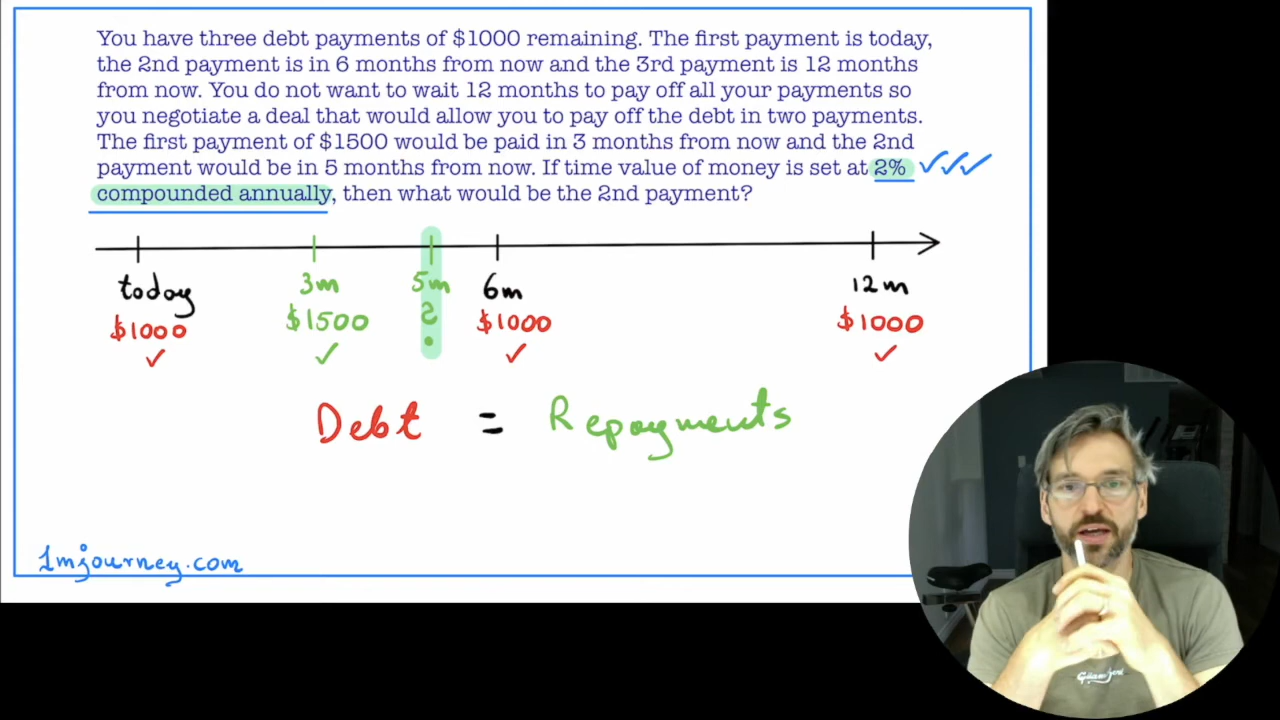 You have three debt payments of $1000 remaining. The first payment is today,
the 2nd payment is in 6 months from now and the 3rd payment is 12 months
from now. You do not want to wait 12 months to pay off all your payments so
you negotiate a deal that would allow you to pay off the debt in two payments.
The first payment of $1500 would be paid in 3 months from now and the 2nd
payment would be in 5 months from now. If time value of money is set at 2%
compounded annually, then what would be the 2nd payment?
today 3m 5m 6m 12m
$1000 $1500 ? $1000 $1000
Debt = Repayments
1mjourney.com